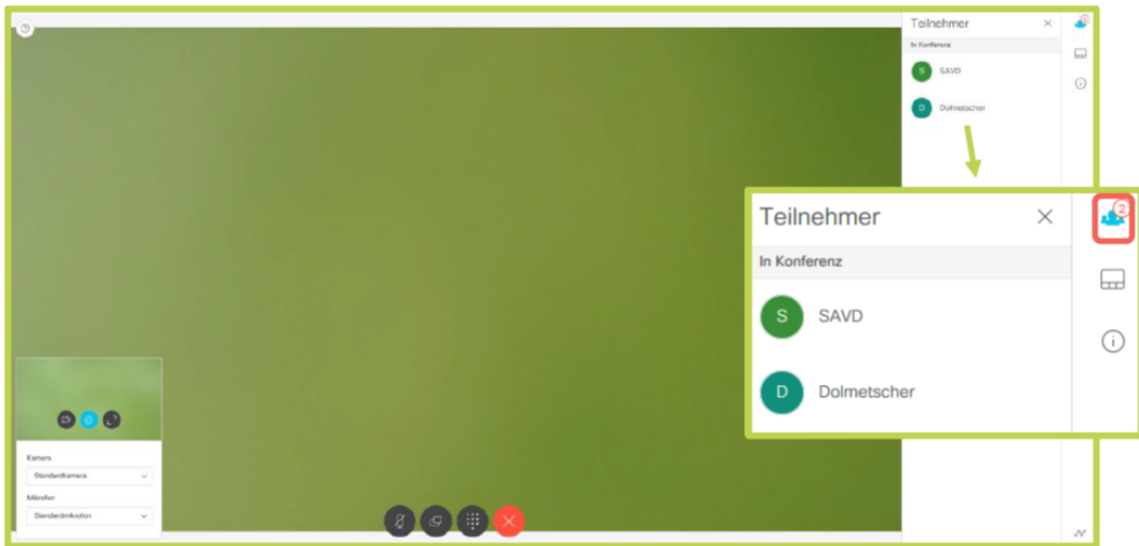 Teilnehmer
In Konferenz
S SAVD
D Dolmetscher
2
Teilnehmer
In Konferenz
S SAVD
D Dolmetscher
Kamera
Standardkamera
Mikrofon
Standardmikrofon